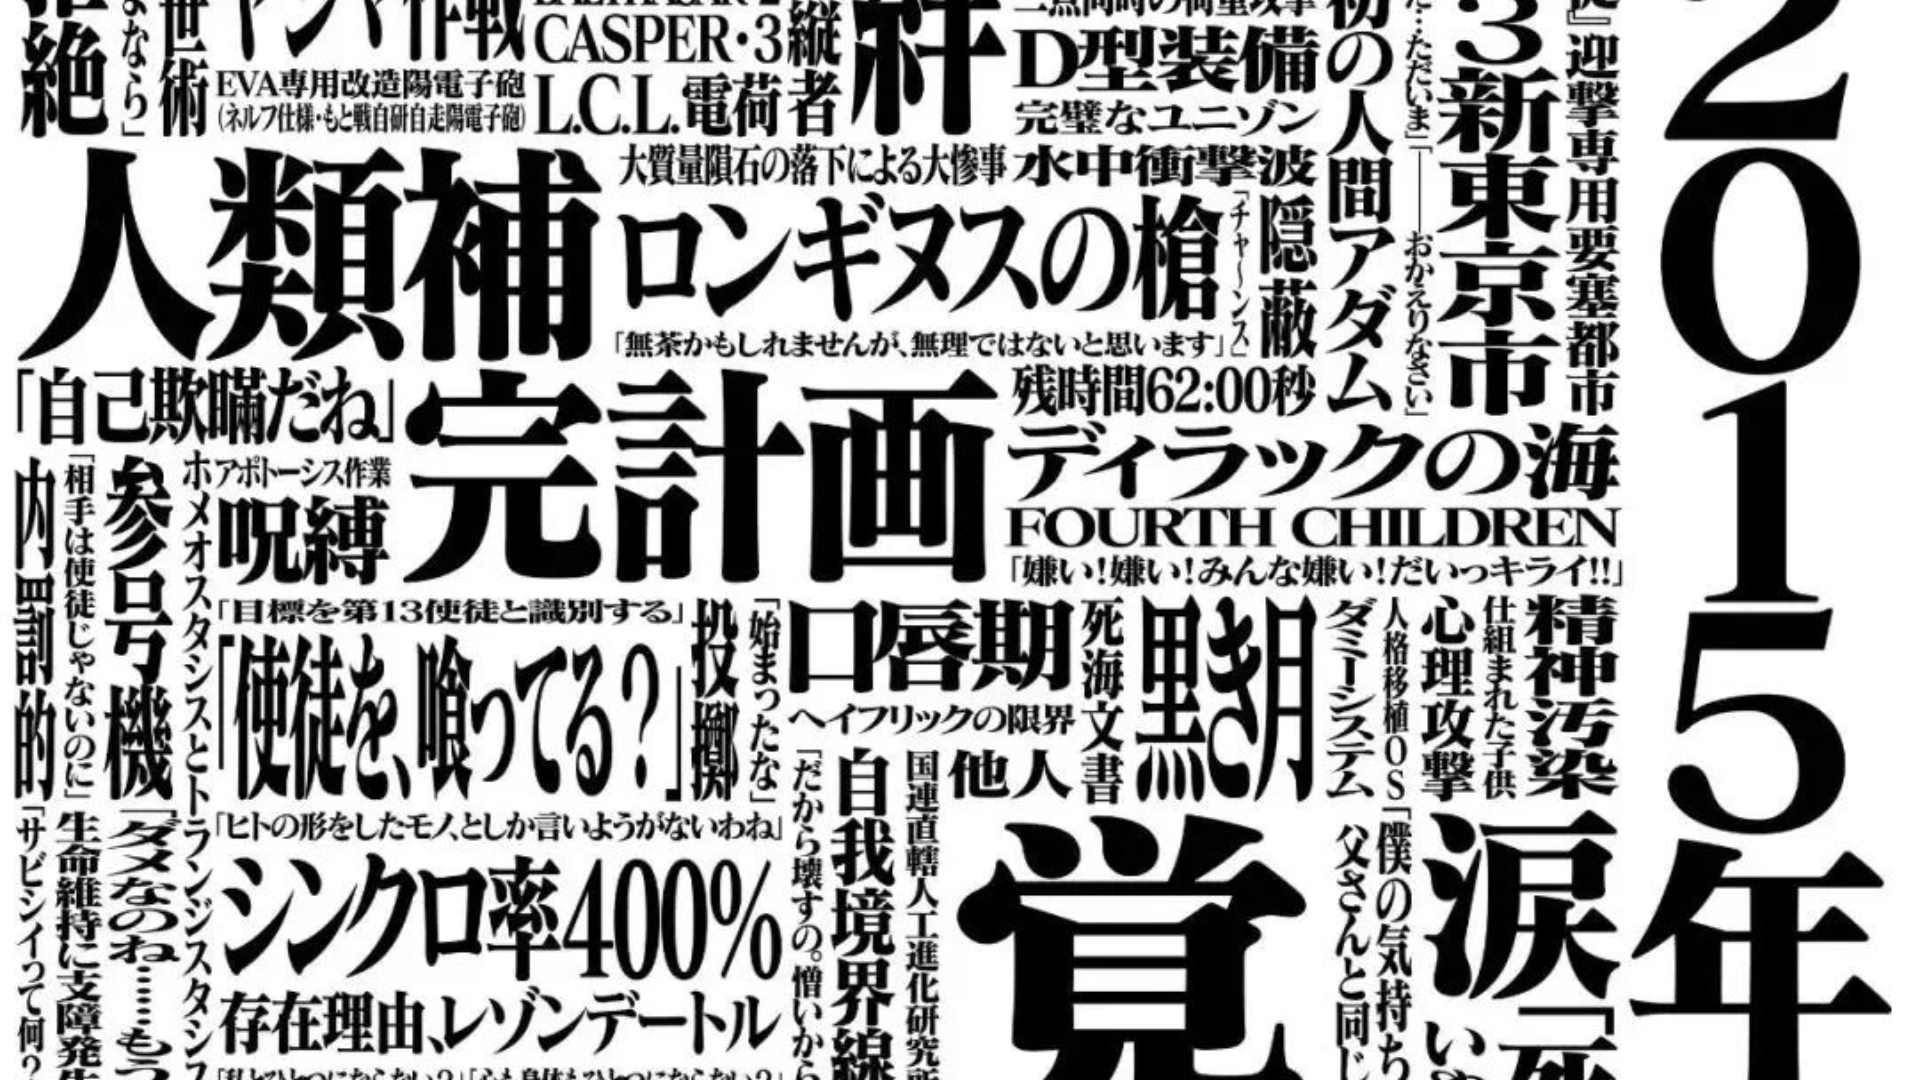 絶
なら」
世術
ヤシマ作戦
EVA専用改造陽電子砲
(ネルフ仕様・もと戦自研自走陽電子砲)
CASPER・3
L.C.L.電荷
縦者
絆
D型装備
完璧なユニゾン
初の人間アダム
…ただいま」――おかえりなさい」
3新東京市
』迎撃専用要塞都市
2015年
人類補
完計画
大質量隕石の落下による大惨事
水中衝撃波
ロンギヌスの槍
「チャ〜ンス」
隠蔽
「無茶かもしれませんが、無理ではないと思います」
残時間62:00秒
「自己欺瞞だね」
ディラックの海
FOURTH CHILDREN
「嫌い!嫌い!みんな嫌い!だいっキライ!!」
内罰的
「相手は使徒じゃないのに」
参号機
ホメオスタシスとトランジスタシス
アポトーシス作業
呪縛
「目標を第13使徒と識別する」
「使徒を、喰ってる?」
投擲
「始まったな」
口唇期
ヘイフリックの限界
死海文書
黒き月
ダミーシステム
人格移植OS
心理攻撃
仕組まれた子供
精神汚染
「サビシイって何?
生命維持に支障発生
「ダメなのね……もう
「ヒトの形をしたモノ、としか言いようがないわね」
シンクロ率400%
存在理由、レゾンデートル
「私とひとつにならない?」「心も身体もひとつにならない?」
「だから壊すの。憎いから
自我境界線
国連直轄人工進化研究所
他人
覚
父さんと同じ
「僕の気持ち
涙